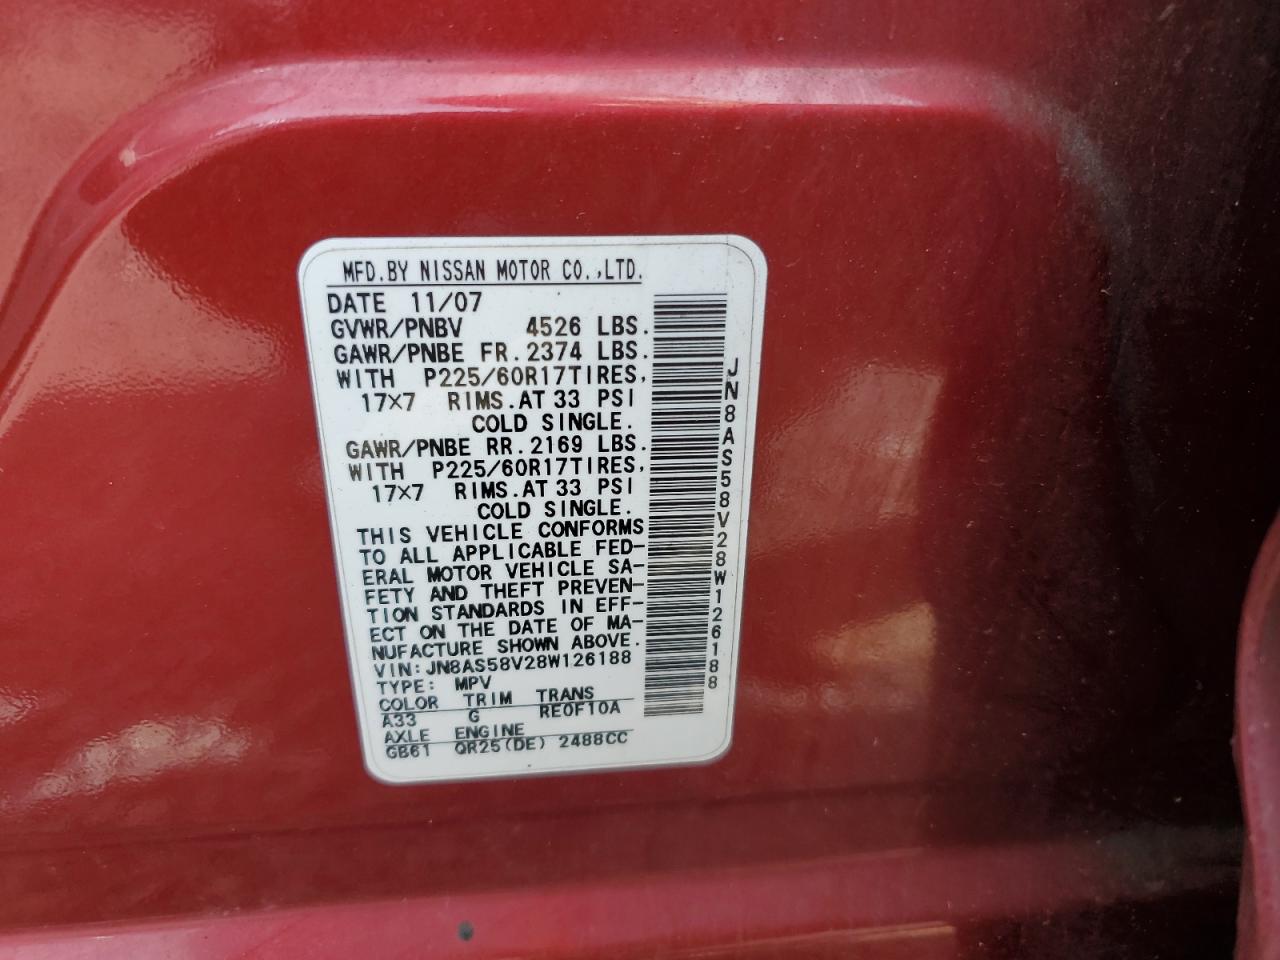 MFD.BY NISSAN MOTOR CO.,LTD.
DATE 11/07
GVWR/PNBV 4526 LBS.
GAWR/PNBE FR.2374 LBS.
WITH P225/60R17TIRES,
17×7 RIMS.AT 33 PSI
COLD SINGLE.
GAWR/PNBE RR.2169 LBS.
WITH P225/60R17TIRES,
17×7 RIMS.AT 33 PSI
COLD SINGLE.
THIS VEHICLE CONFORMS
TO ALL APPLICABLE FED-
ERAL MOTOR VEHICLE SA-
FETY AND THEFT PREVEN-
TION STANDARDS IN EFF-
ECT ON THE DATE OF MA-
NUFACTURE SHOWN ABOVE.
VIN:JN8AS58V28W126188
TYPE: MPV
COLOR TRIM TRANS
A33 G RE0F10A
AXLE ENGINE
GB61 QR25(DE) 2488CC
JN8AS58V28W126188